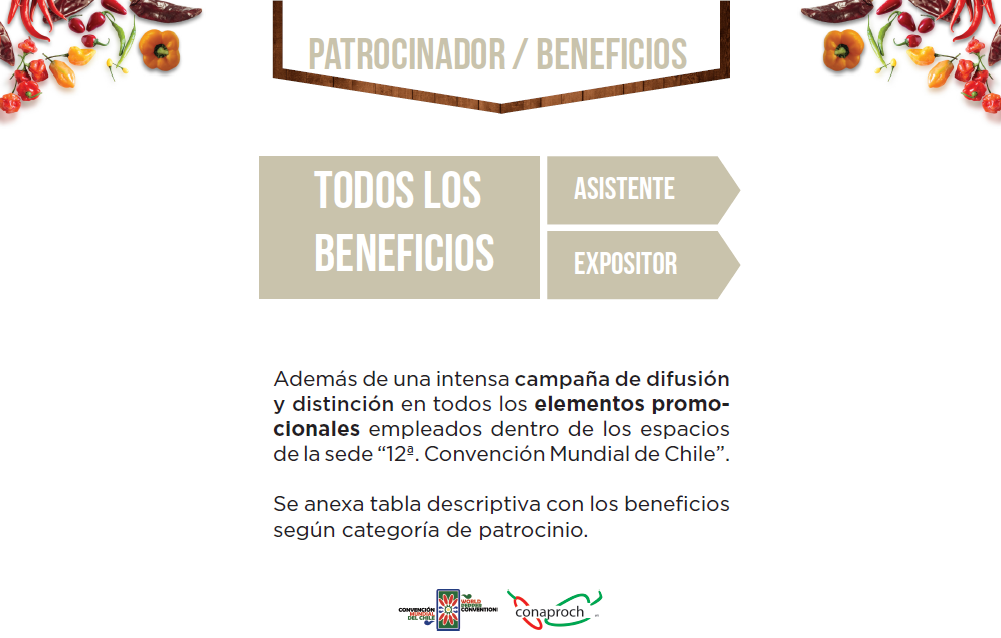 PATROCINADOR / BENEFICIOS
TODOS LOS
BENEFICIOS
ASISTENTE
EXPOSITOR
Además de una intensa campaña de difusión
y distinción en todos los elementos promo-
cionales empleados dentro de los espacios
de la sede “12ª. Convención Mundial de Chile”.
Se anexa tabla descriptiva con los beneficios
según categoría de patrocinio.
CONVENCIÓN
MUNDIAL
DEL CHILE
WORLD
PEPPER
CONVENTION
conaproch